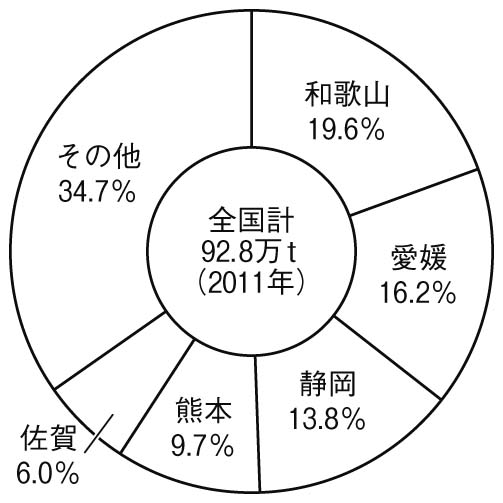 和歌山
19.6%
愛媛
16.2%
静岡
13.8%
熊本
9.7%
佐賀
6.0%
その他
34.7%
全国計
92.8万t
（2011年）